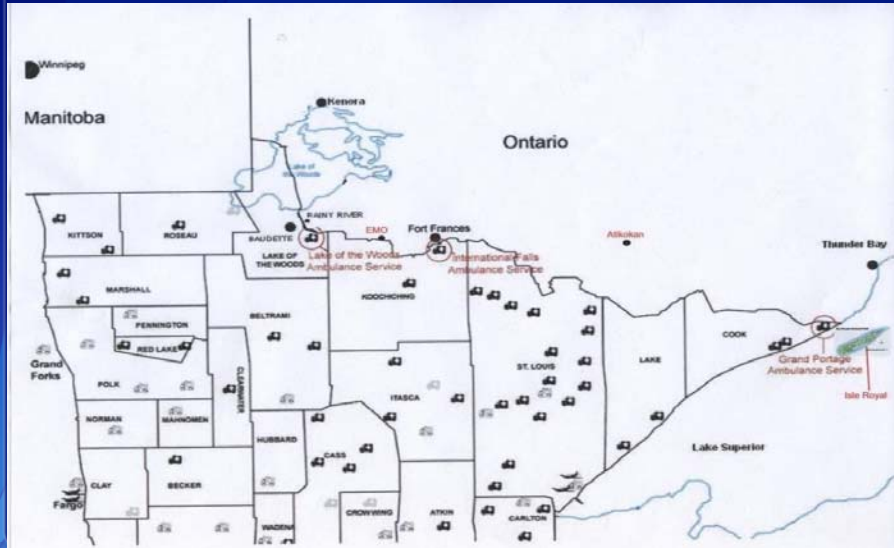 Winnipeg
Manitoba
Kenora
Ontario
Lake of
the Woods
RAINY RIVER
KITTSON
ROSEAU
BAUDETTE
LAKE OF
THE WOODS
EMO
Fort Frances
Atikokan
Thunder Bay
Lake of the Woods
Ambulance Service
International Falls
Ambulance Service
MARSHALL
BELTRAMI
KOOCHICHING
PENNINGTON
RED LAKE
COOK
LAKE
ST. LOUIS
Grand Portage
Ambulance Service
Isle Royal
Grand
Forks
POLK
CLEARWATER
ITASCA
NORMAN
MAHNOMEN
HUBBARD
CASS
Lake Superior
CLAY
BECKER
Fargo
WADENA
CROW WING
ATKIN
CARLTON